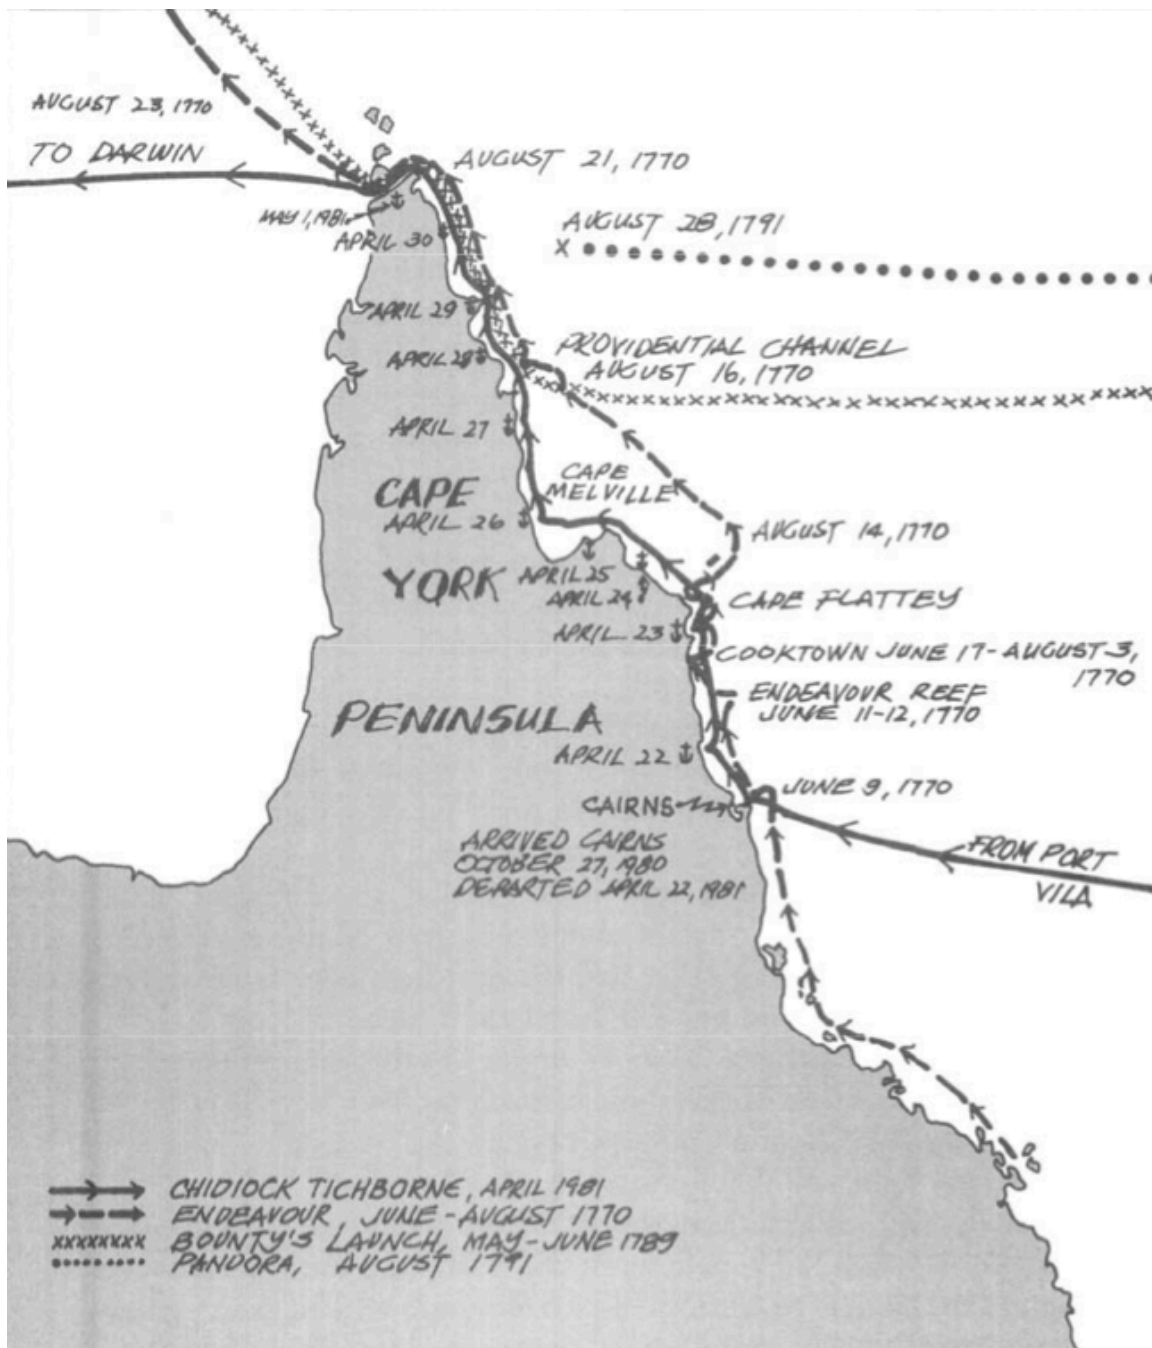 AUGUST 23, 1770
TO DARWIN
AUGUST 21, 1770
MAY 1, 1981
APRIL 30
AUGUST 28, 1791
X
APRIL 29
PROVIDENTIAL CHANNEL
AUGUST 16, 1770
APRIL 28
APRIL 27
CAPE
MELVILLE
CAPE
APRIL 26
AUGUST 14, 1770
YORK
APRIL 25
APRIL 24
CAPE FLATTEY
APRIL 23
COOKTOWN JUNE 17-AUGUST 3,
1770
ENDEAVOUR REEF
JUNE 11-12, 1770
PENINSULA
APRIL 22
JUNE 9, 1770
CAIRNS
ARRIVED CAIRNS
OCTOBER 27, 1980
DEPARTED APRIL 22, 1981
FROM PORT
VILA
CHIDIOCK TICHBORNE, APRIL 1981
ENDEAVOUR, JUNE-AUGUST 1770
BOUNTY'S LAUNCH, MAY-JUNE 1789
PANDORA, AUGUST 1791